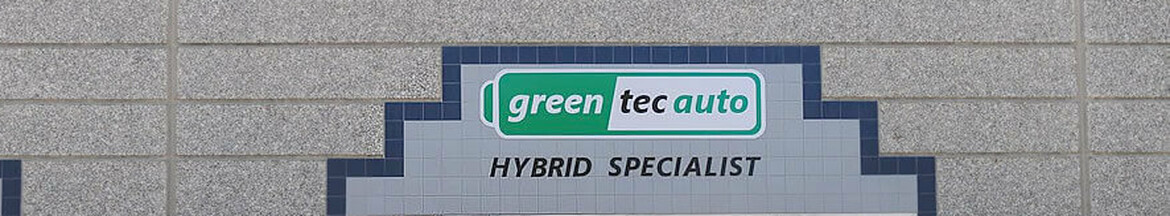 green tec auto
HYBRID SPECIALIST